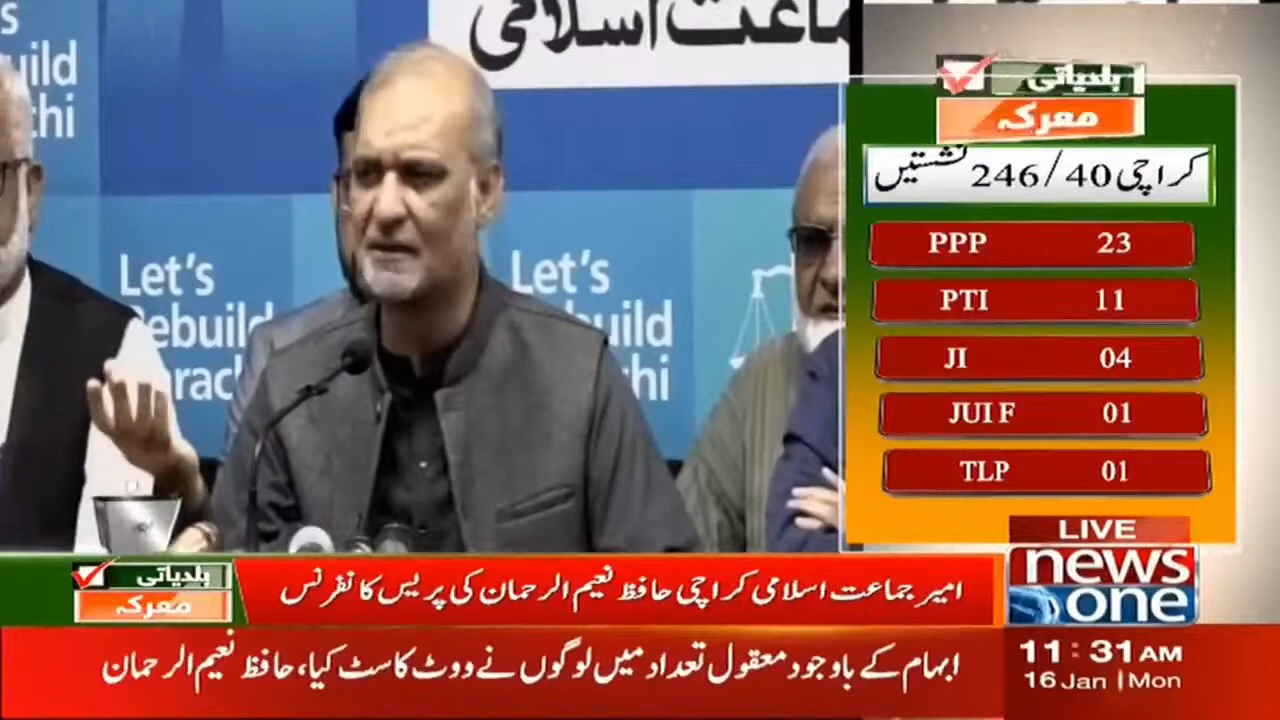 جماعت اسلامی
Let's
Rebuild
Karachi
Let's
Rebuild
Karachi
بلدیاتی
معرکہ
کراچی 246/40 نشستیں
PPP 23
PTI 11
JI 04
JUI F 01
TLP 01
LIVE
news
one
بلدیاتی
معرکہ
امیر جماعت اسلامی کراچی حافظ نعیم الرحمان کی پریس کانفرنس
ابہام کے باوجود معقول تعداد میں لوگوں نے ووٹ کاسٹ کیا، حافظ نعیم الرحمان
11:31 AM
16 Jan | Mon